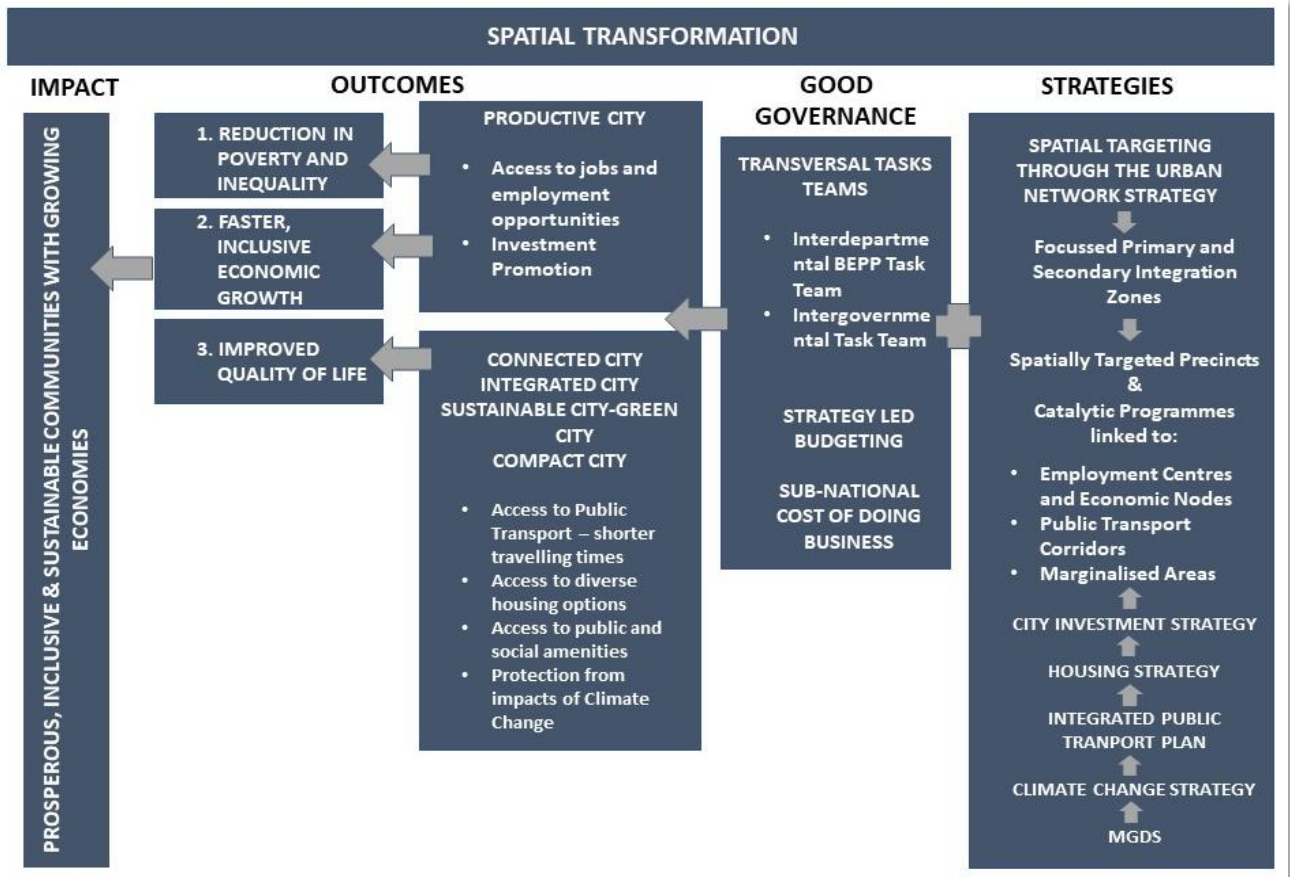 SPATIAL TRANSFORMATION
IMPACT
PROSPEROUS, INCLUSIVE & SUSTAINABLE COMMUNITIES WITH GROWING
ECONOMIES
OUTCOMES
1. REDUCTION IN
POVERTY AND
INEQUALITY
2. FASTER,
INCLUSIVE
ECONOMIC
GROWTH
3. IMPROVED
QUALITY OF LIFE
PRODUCTIVE CITY
• Access to jobs and
employment
opportunities
• Investment
Promotion
CONNECTED CITY
INTEGRATED CITY
SUSTAINABLE CITY-GREEN
CITY
COMPACT CITY
• Access to Public
Transport – shorter
travelling times
• Access to diverse
housing options
• Access to public and
social amenities
• Protection from
impacts of Climate
Change
GOOD
GOVERNANCE
TRANSVERSAL TASKS
TEAMS
• Interdepartme
ntal BEPP Task
Team
• Intergovernme
ntal Task Team
STRATEGY LED
BUDGETING
SUB-NATIONAL
COST OF DOING
BUSINESS
STRATEGIES
SPATIAL TARGETING
THROUGH THE URBAN
NETWORK STRATEGY
Focussed Primary and
Secondary Integration
Zones
Spatially Targeted Precincts
&
Catalytic Programmes
linked to:
• Employment Centres
and Economic Nodes
• Public Transport
Corridors
• Marginalised Areas
CITY INVESTMENT STRATEGY
HOUSING STRATEGY
INTEGRATED PUBLIC
TRANPORT PLAN
CLIMATE CHANGE STRATEGY
MGDS